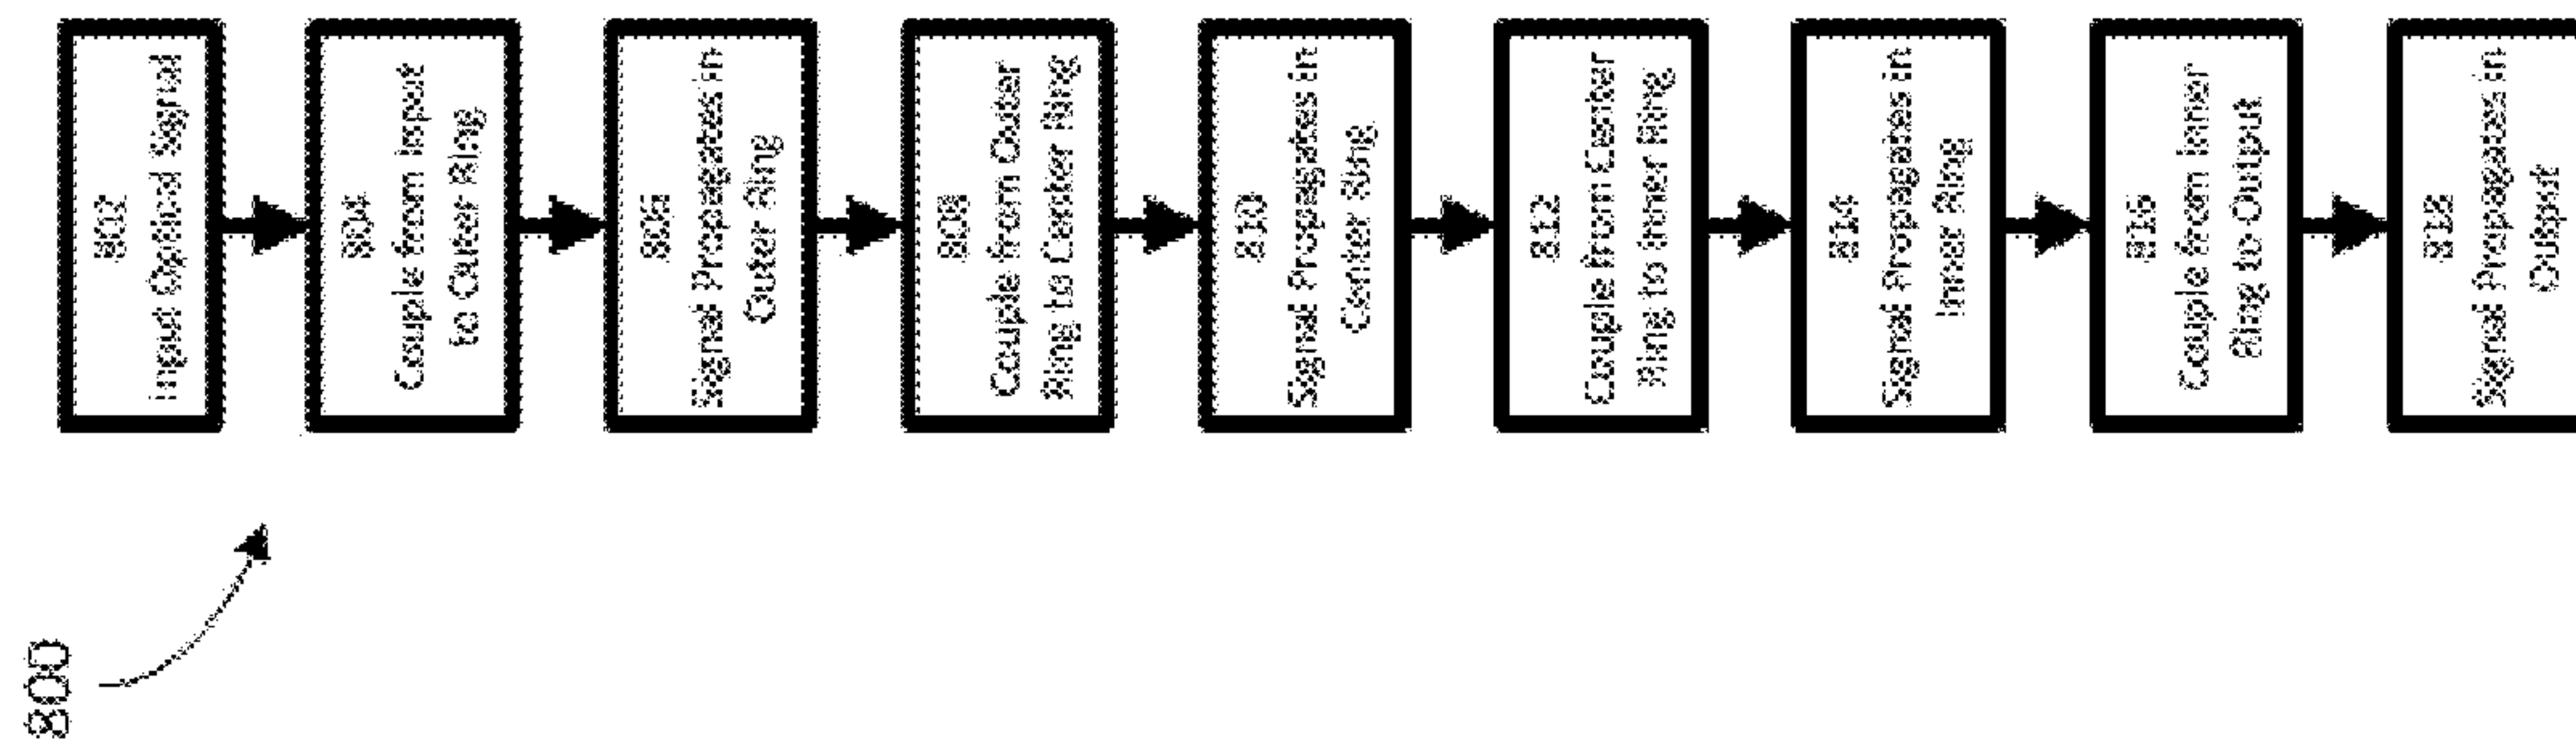 800
802
Input Optical Signal
804
Couple from Input
to Outer Ring
806
Signal Propagates in
Outer Ring
808
Couple from Outer
Ring to Center Ring
810
Signal Propagates in
Center Ring
812
Couple from Center
Ring to Inner Ring
814
Signal Propagates in
Inner Ring
816
Couple from Inner
Ring to Output
818
Signal Propagates in
Output